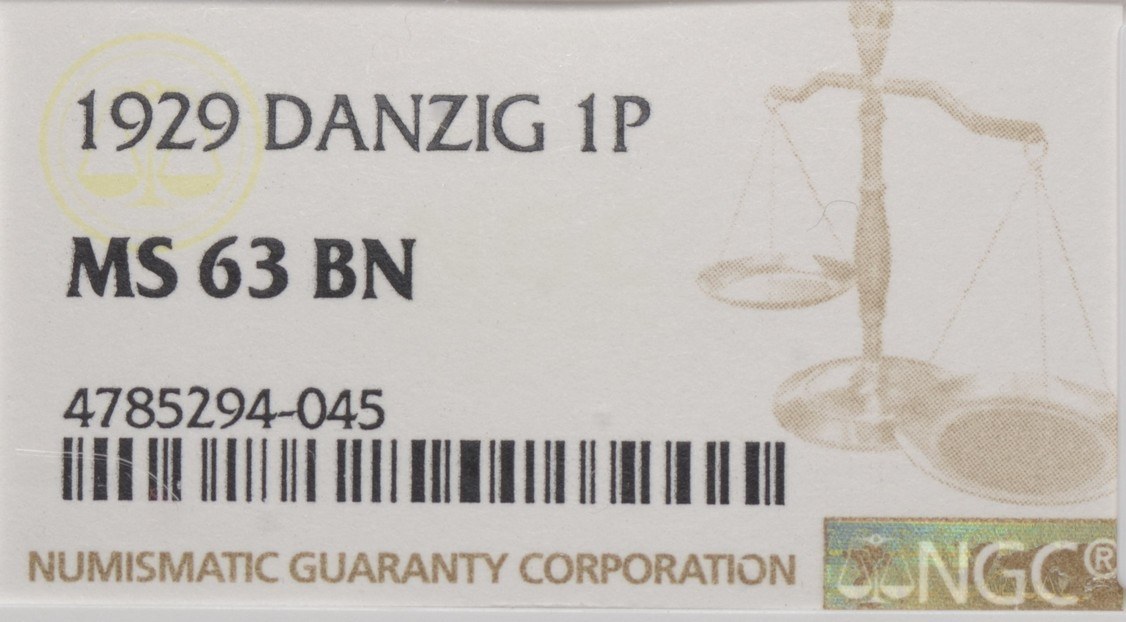 1929 DANZIG 1P
MS 63 BN
4785294-045
NUMISMATIC GUARANTY CORPORATION
NGC®